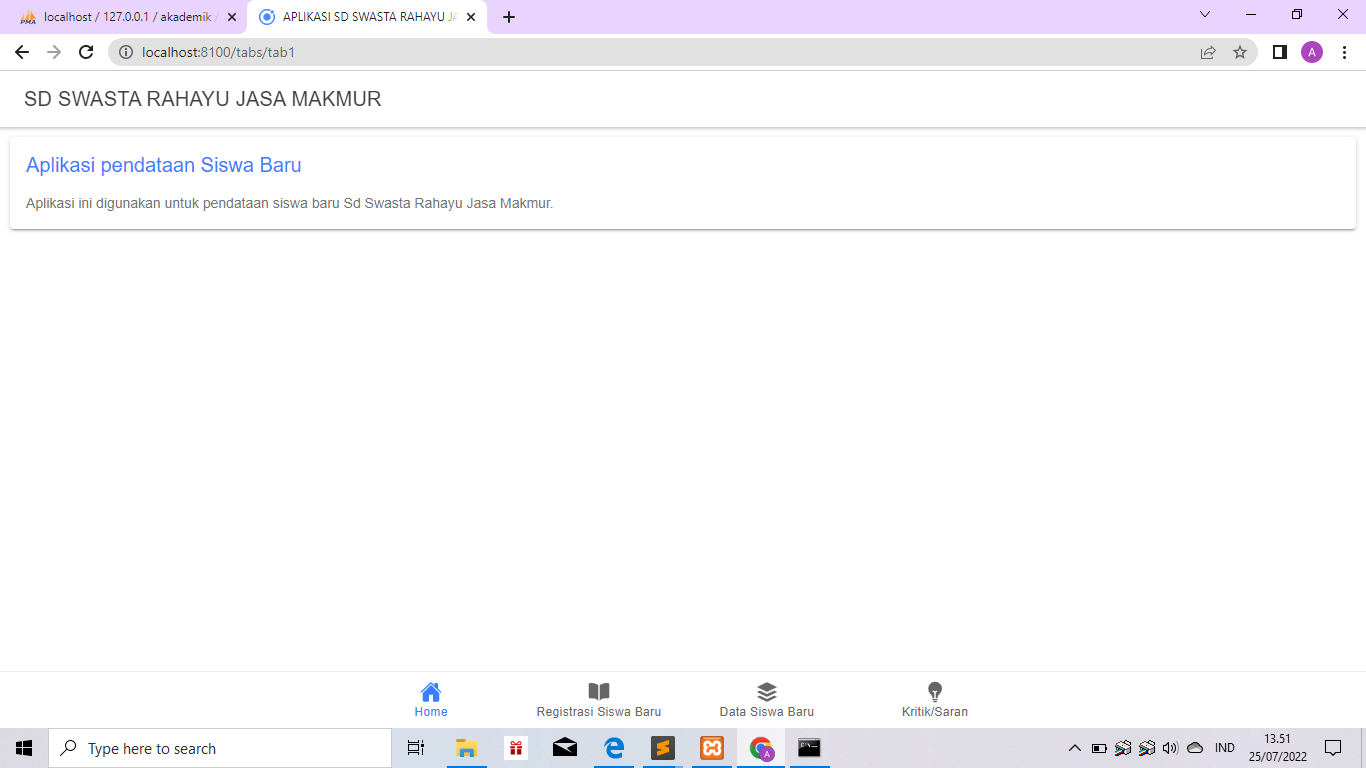 localhost / 127.0.0.1 / akademik
APLIKASI SD SWASTA RAHAYU JA
localhost:8100/tabs/tab1
A
SD SWASTA RAHAYU JASA MAKMUR
Aplikasi pendataan Siswa Baru
Aplikasi ini digunakan untuk pendataan siswa baru Sd Swasta Rahayu Jasa Makmur.
Home
Registrasi Siswa Baru
Data Siswa Baru
Kritik/Saran
Type here to search
A
IND
13.51
25/07/2022